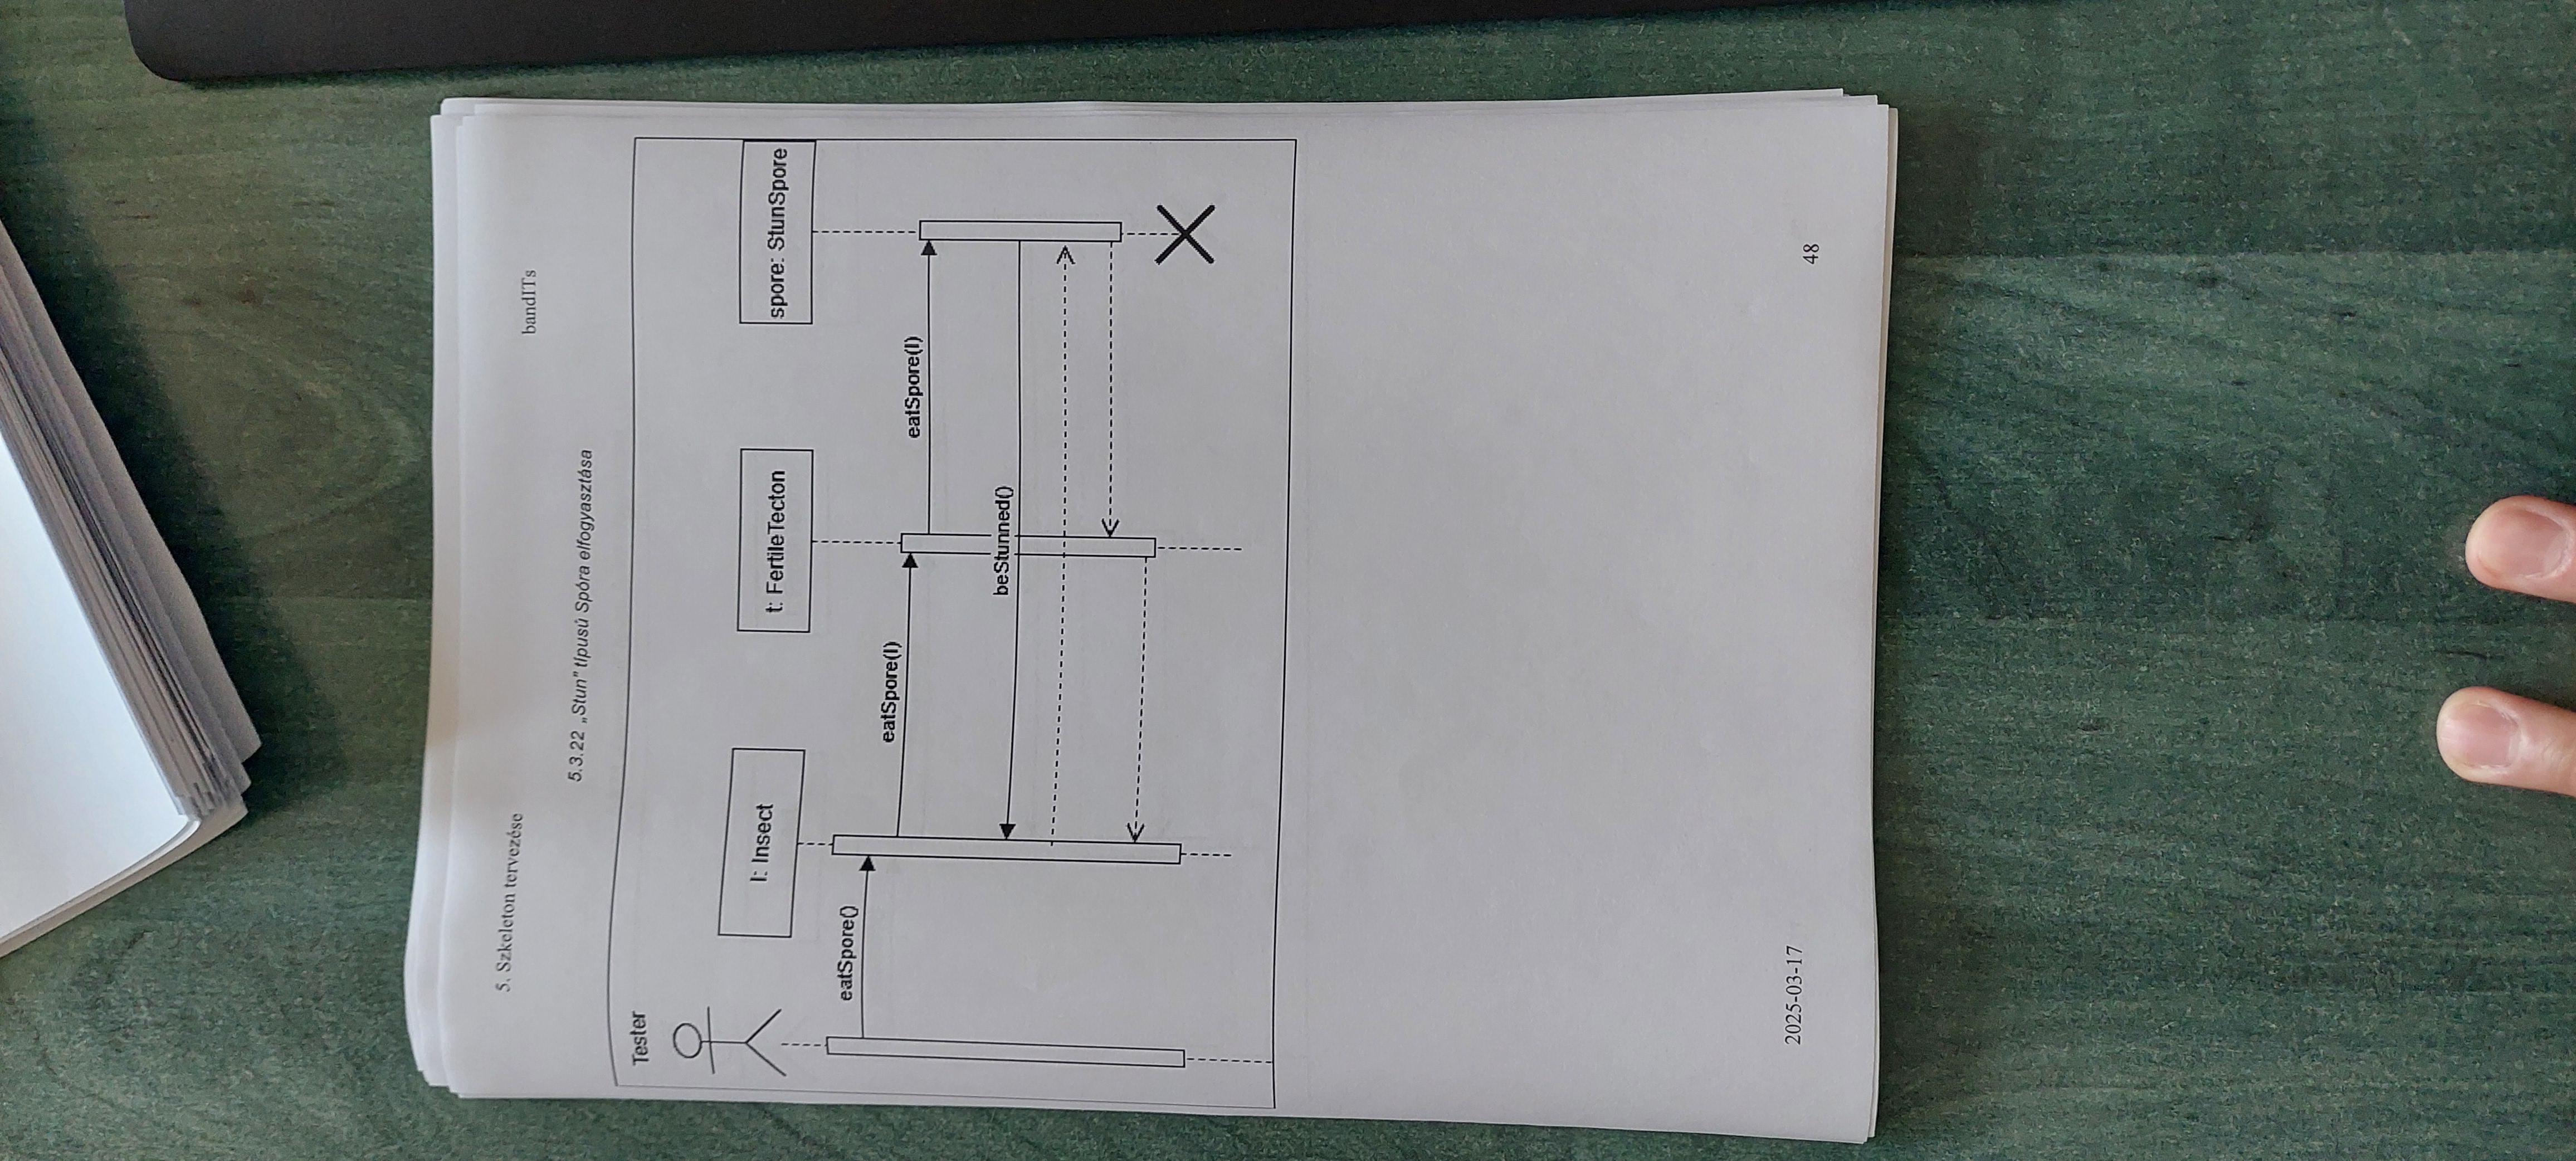 5. Szkeleton tervezése
bandITs
5.3.22 „Stun” típusú Spóra elfogyasztása
Tester
I: Insect
t: FertileTecton
spore: StunSpore
eatSpore()
eatSpore(I)
eatSpore(I)
beStunned()
2025-03-17
48